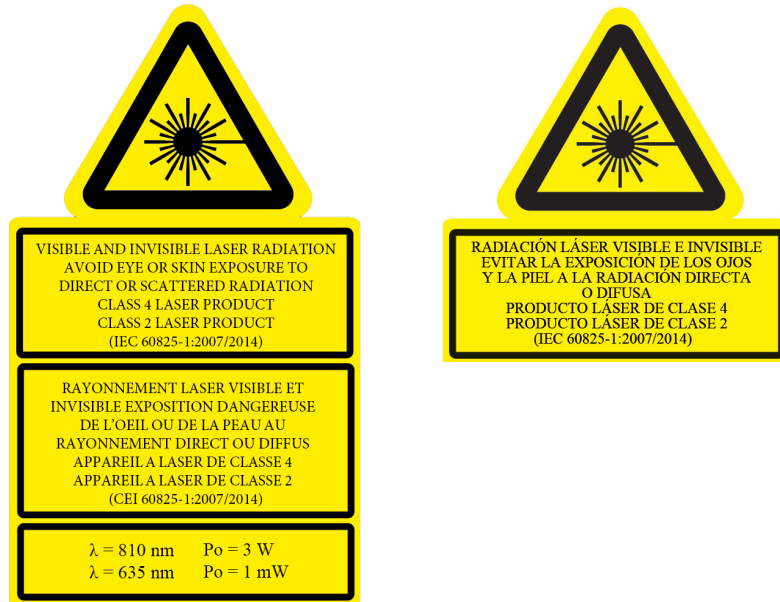 VISIBLE AND INVISIBLE LASER RADIATION
AVOID EYE OR SKIN EXPOSURE TO
DIRECT OR SCATTERED RADIATION
CLASS 4 LASER PRODUCT
CLASS 2 LASER PRODUCT
(IEC 60825-1:2007/2014)
RAYONNEMENT LASER VISIBLE ET
INVISIBLE EXPOSITION DANGEREUSE
DE L'OEIL OU DE LA PEAU AU
RAYONNEMENT DIRECT OU DIFFUS
APPAREIL A LASER DE CLASSE 4
APPAREIL A LASER DE CLASSE 2
(CEI 60825-1:2007/2014)
λ = 810 nm Po = 3 W
λ = 635 nm Po = 1 mW
RADIACIÓN LÁSER VISIBLE E INVISIBLE
EVITAR LA EXPOSICIÓN DE LOS OJOS
Y LA PIEL A LA RADIACIÓN DIRECTA
O DIFUSA
PRODUCTO LÁSER DE CLASE 4
PRODUCTO LÁSER DE CLASE 2
(IEC 60825-1:2007/2014)